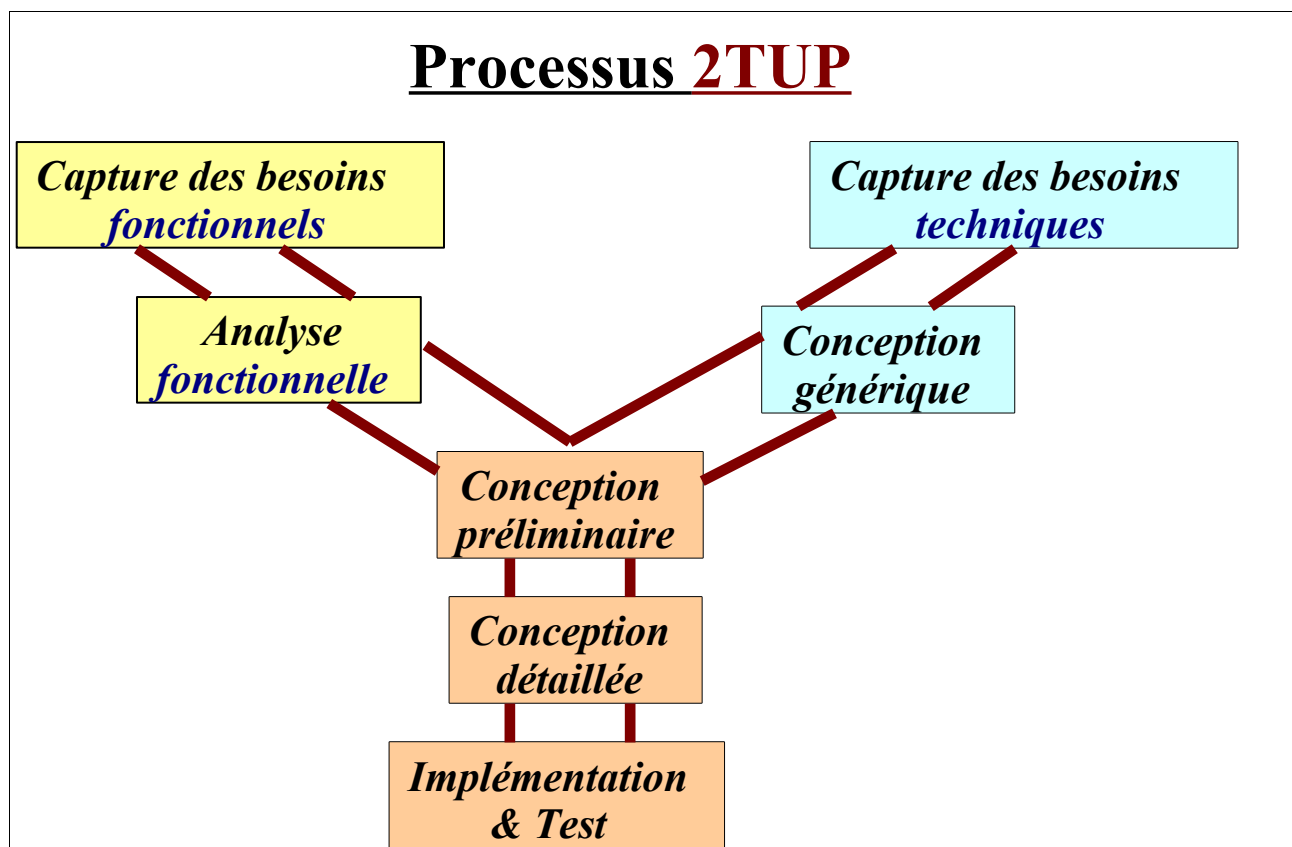 Processus 2TUP
Capture des besoins
fonctionnels
Capture des besoins
techniques
Analyse
fonctionnelle
Conception
générique
Conception
préliminaire
Conception
détaillée
Implémentation
& Test